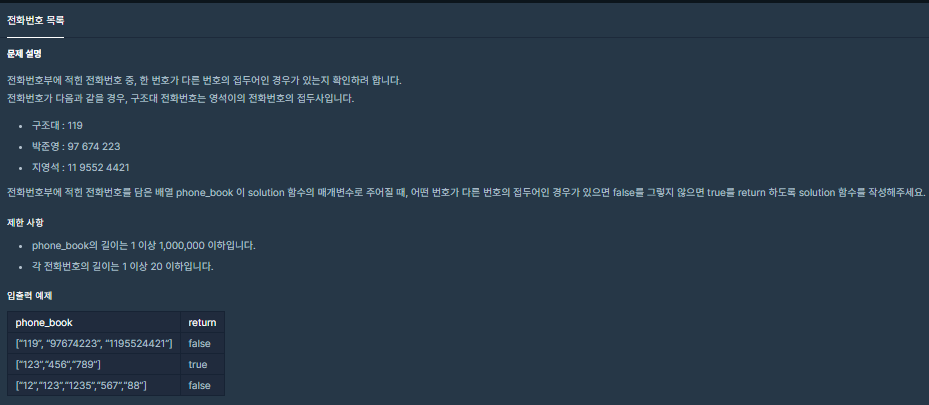 전화번호 목록
문제 설명
전화번호부에 적힌 전화번호 중, 한 번호가 다른 번호의 접두어인 경우가 있는지 확인하려 합니다.
전화번호가 다음과 같을 경우, 구조대 전화번호는 영석이의 전화번호의 접두사입니다.
• 구조대 : 119
• 박준영 : 97 674 223
• 지영석 : 11 9552 4421
전화번호부에 적힌 전화번호를 담은 배열 phone_book 이 solution 함수의 매개변수로 주어질 때, 어떤 번호가 다른 번호의 접두어인 경우가 있으면 false를 그렇지 않으면 true를 return 하도록 solution 함수를 작성해주세요.
제한 사항
• phone_book의 길이는 1 이상 1,000,000 이하입니다.
• 각 전화번호의 길이는 1 이상 20 이하입니다.
입출력 예제
phone_book return
["119", "97674223", "1195524421"] false
["123","456","789"] true
["12","123","1235","567","88"] false